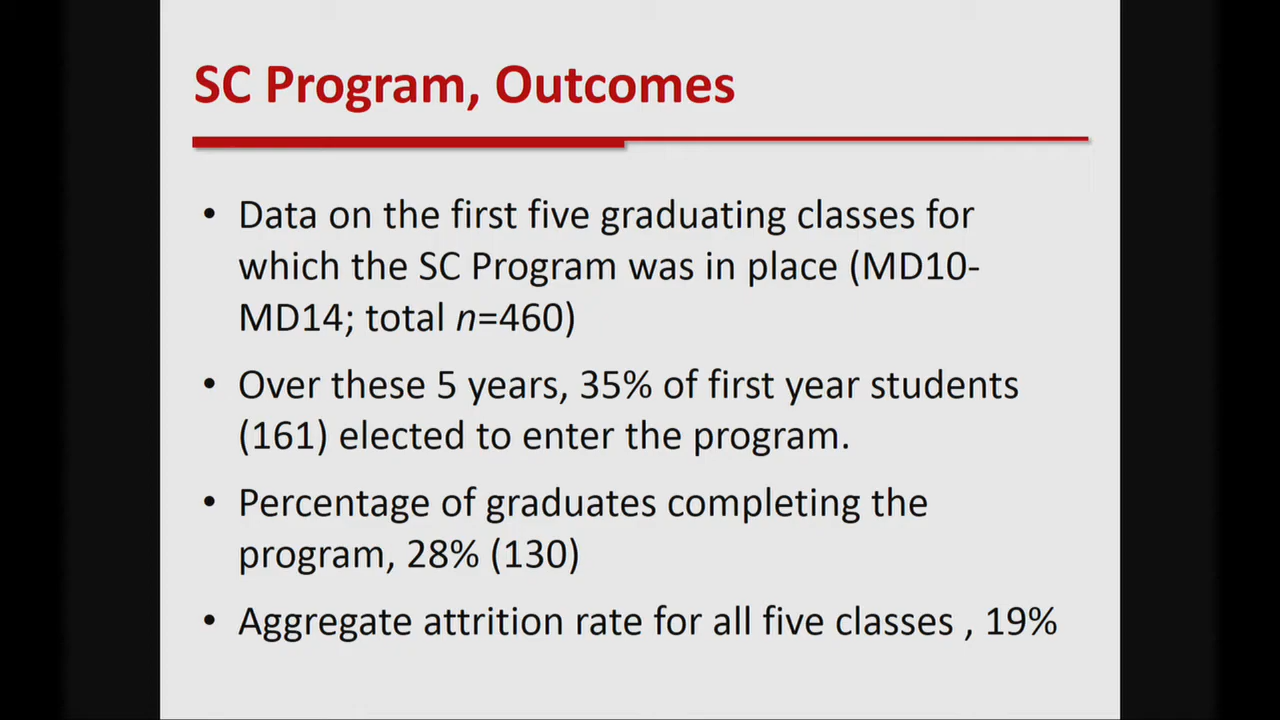 SC Program, Outcomes
• Data on the first five graduating classes for
which the SC Program was in place (MD10-
MD14; total n=460)
• Over these 5 years, 35% of first year students
(161) elected to enter the program.
• Percentage of graduates completing the
program, 28% (130)
• Aggregate attrition rate for all five classes , 19%